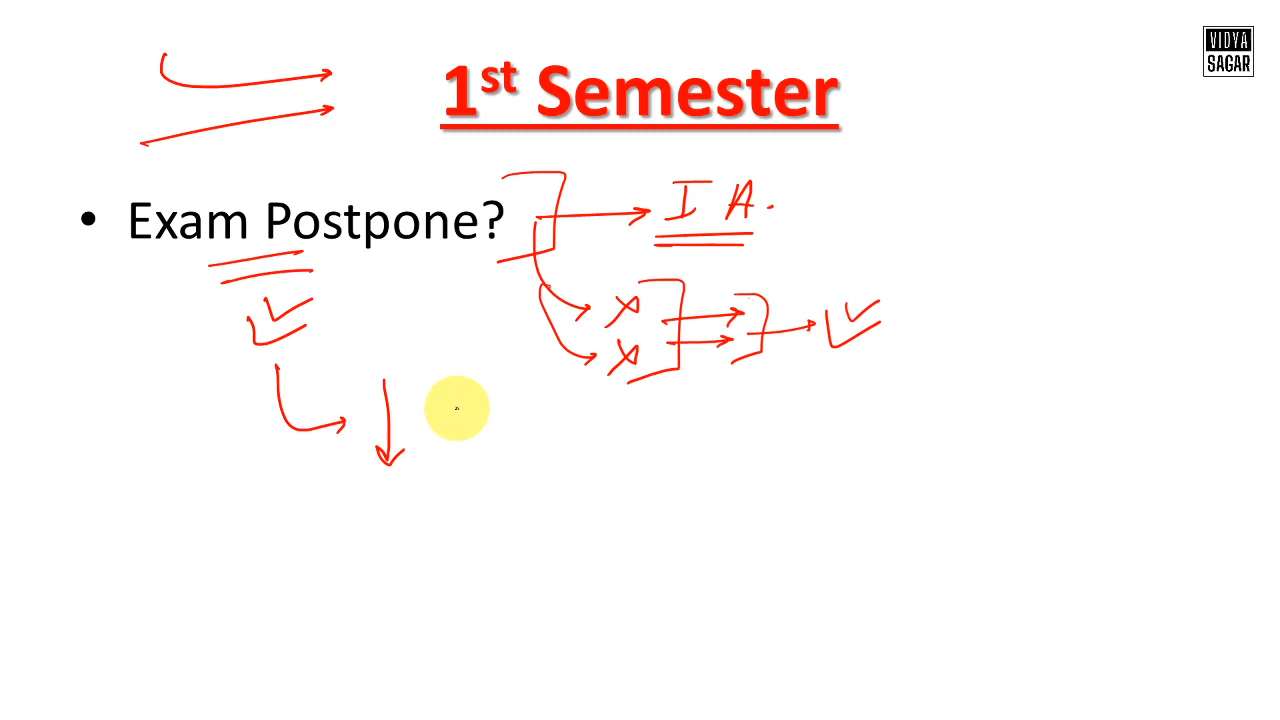 VIDYA
SAGAR
1st Semester
• Exam Postpone?
I A.